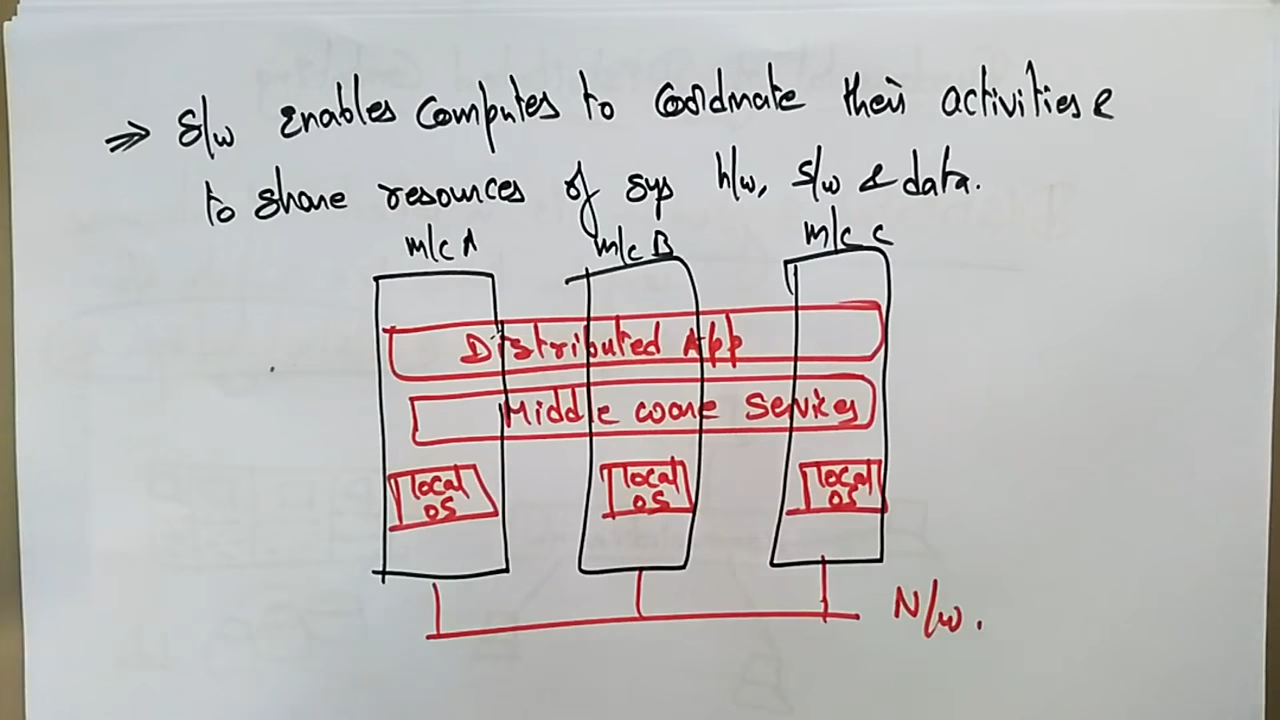 ⇒ S/w enables computes to coordinate their activities &
to share resources of sys h/w, s/w & data.
m/c A m/c B m/c C
Distributed App
Middle ware Services
Local OS Local OS Local OS
N/w.